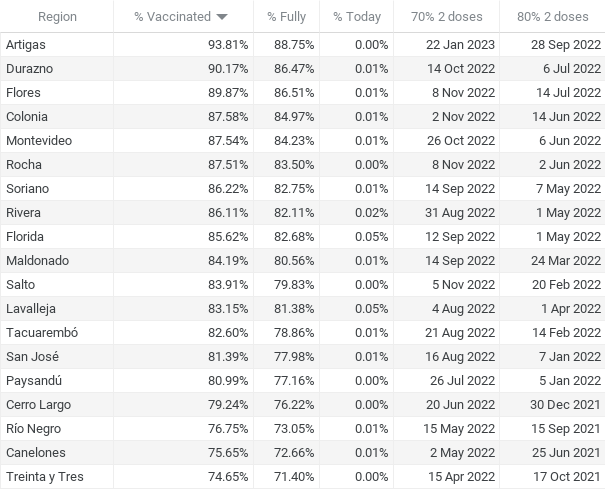 Region % Vaccinated % Fully % Today 70% 2 doses 80% 2 doses
Artigas 93.81% 88.75% 0.00% 22 Jan 2023 28 Sep 2022
Durazno 90.17% 86.47% 0.01% 14 Oct 2022 6 Jul 2022
Flores 89.87% 86.51% 0.01% 8 Nov 2022 14 Jul 2022
Colonia 87.58% 84.97% 0.01% 2 Nov 2022 14 Jun 2022
Montevideo 87.54% 84.23% 0.01% 26 Oct 2022 6 Jun 2022
Rocha 87.51% 83.50% 0.00% 8 Nov 2022 2 Jun 2022
Soriano 86.22% 82.75% 0.01% 14 Sep 2022 7 May 2022
Rivera 86.11% 82.11% 0.02% 31 Aug 2022 1 May 2022
Florida 85.62% 82.68% 0.05% 12 Sep 2022 1 May 2022
Maldonado 84.19% 80.56% 0.01% 14 Sep 2022 24 Mar 2022
Salto 83.91% 79.83% 0.00% 5 Nov 2022 20 Feb 2022
Lavalleja 83.15% 81.38% 0.05% 4 Aug 2022 1 Apr 2022
Tacuarembó 82.60% 78.86% 0.01% 21 Aug 2022 14 Feb 2022
San José 81.39% 77.98% 0.01% 16 Aug 2022 7 Jan 2022
Paysandú 80.99% 77.16% 0.00% 26 Jul 2022 5 Jan 2022
Cerro Largo 79.24% 76.22% 0.00% 20 Jun 2022 30 Dec 2021
Río Negro 76.75% 73.05% 0.01% 15 May 2022 15 Sep 2021
Canelones 75.65% 72.66% 0.01% 2 May 2022 25 Jun 2021
Treinta y Tres 74.65% 71.40% 0.00% 15 Apr 2022 17 Oct 2021